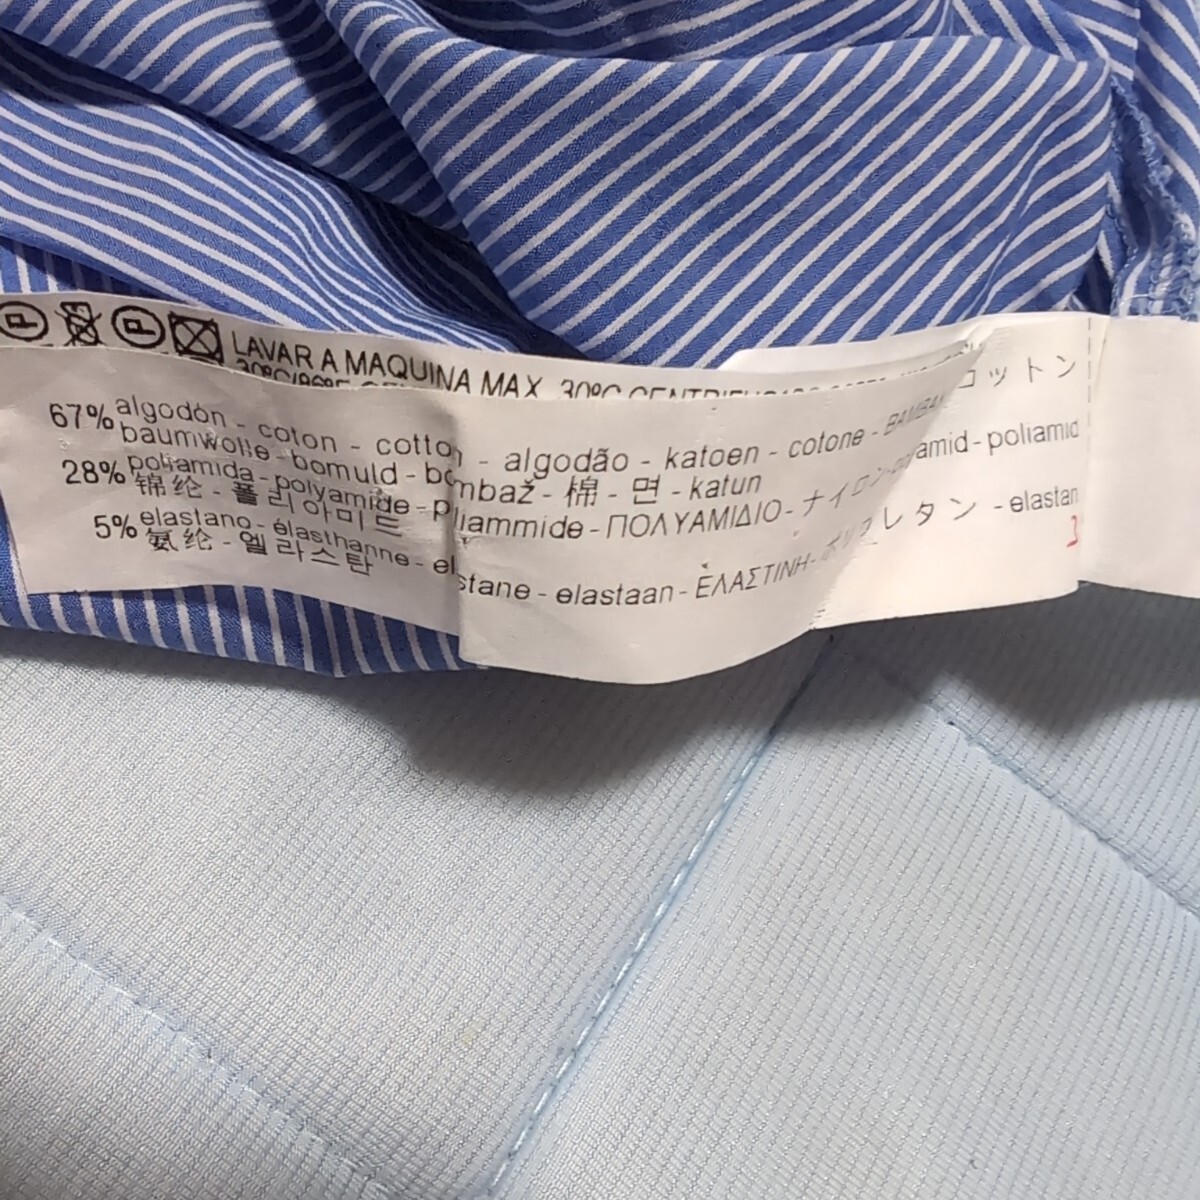 P P LAVAR A MAQUINA MAX. 30ºC
67% algodón - coton - cotton - algodão - katoen - cotone - コットン
baumwolle - bomuld - bombaž - 棉 - 면 - katun
28% poliamida - polyamide - poliammide - ΠΟΛΥΑΜΙΔΙΟ - ナイロン - poliamid
锦纶 - 폴리아미드
5% elastano - élasthanne - elastane - elastaan - ΕΛΑΣΤΙΝΗ - ポリウレタン - elastan
氨纶 - 엘라스탄